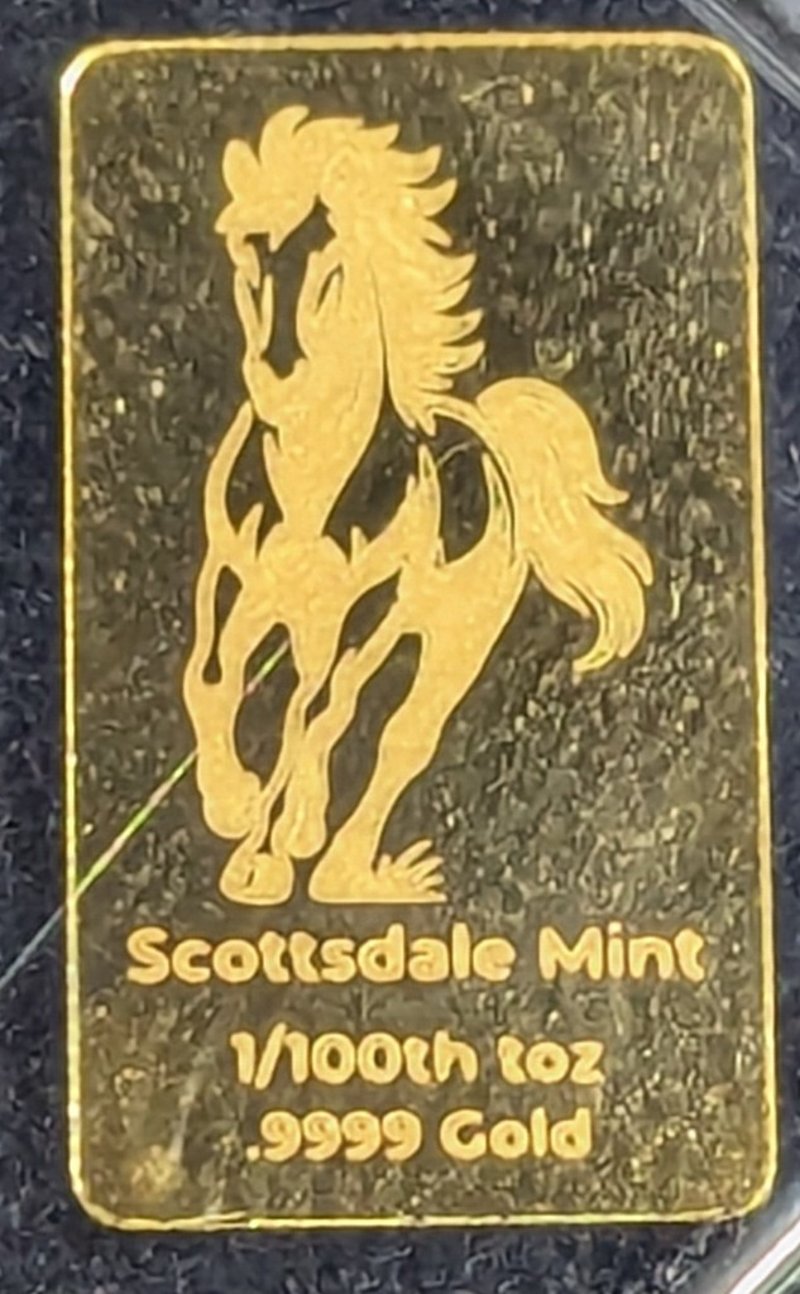 Scottsdale Mint
1/100th toz
.9999 Gold